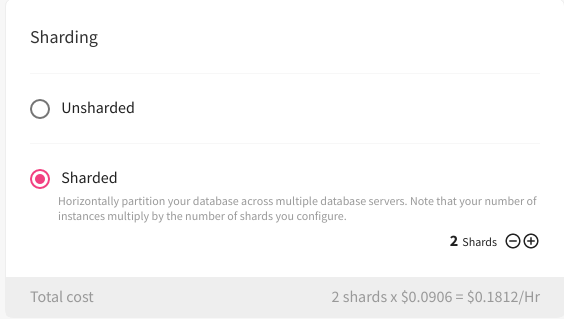 Sharding
Unsharded
Sharded
Horizontally partition your database across multiple database servers. Note that your number of
instances multiply by the number of shards you configure.
2 Shards
Total cost
2 shards x $0.0906 = $0.1812/Hr